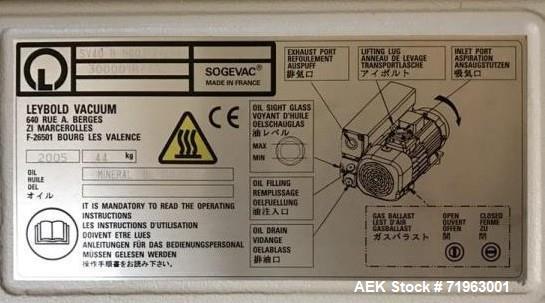 SV40 B
SOGEVAC®
MADE IN FRANCE
LEYBOLD VACUUM
640 RUE A. BERGES
ZI MARCEROLLES
F-26501 BOURG LES VALENCE
CE
2005 44 kg
OIL
HUILE
OEL
オイル
MINERAL
IT IS MANDATORY TO READ THE OPERATING
INSTRUCTIONS
LES INSTRUCTIONS D'UTILISATION
DOIVENT ETRE LUES
ANLEITUNGEN FÜR DAS BEDIENUNGSPERSONAL
MÜSSEN GELESEN WERDEN
操作手順書をお読み下さい。
EXHAUST PORT
REFOULEMENT
AUSPUFF
排気口
LIFTING LUG
ANNEAU DE LEVAGE
TRANSPORTLASCHE
アイボルト
INLET PORT
ASPIRATION
ANSAUGSTUTZEN
吸気口
OIL SIGHT GLASS
VOYANT D'HUILE
OELSCHAUGLAS
油レベル
MAX
MIN
OIL FILLING
REMPLISSAGE
OELFUELLUNG
油注入口
OIL DRAIN
VIDANGE
OELABLASS
排油口
GAS BALLAST
LEST D'AIR
GASBALLAST
ガスバラスト
OPEN
OUVERT
OFFEN
開
CLOSED
FERME
ZU
閉
AEK Stock # 71963001